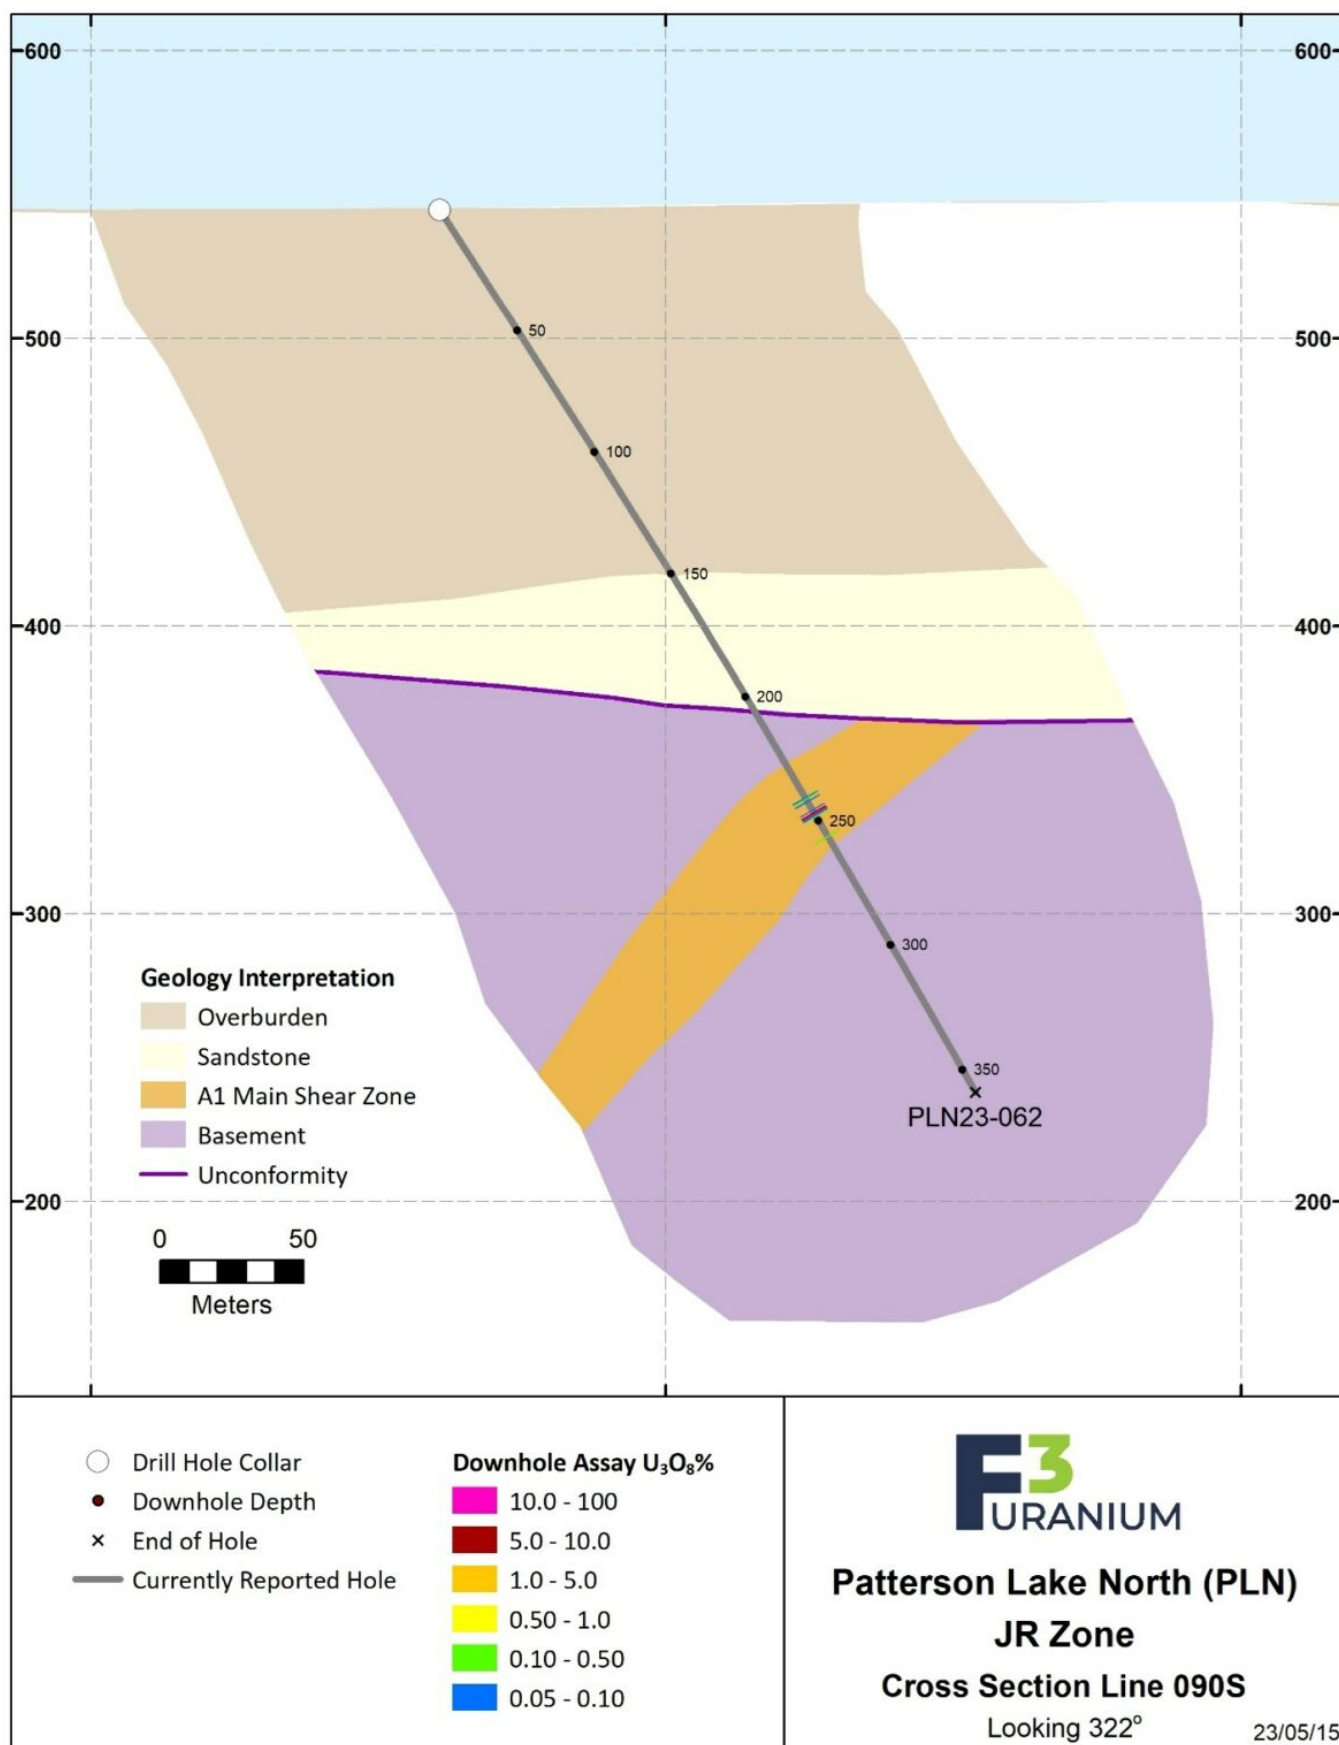 600 600
50
500 500
100
150
400 400
200
250
300 300
300
350
PLN23-062
Geology Interpretation
Overburden
Sandstone
A1 Main Shear Zone
Basement
Unconformity
200 200
0 50
Meters
Drill Hole Collar
Downhole Depth
End of Hole
Currently Reported Hole
Downhole Assay U₃O₈%
10.0 - 100
5.0 - 10.0
1.0 - 5.0
0.50 - 1.0
0.10 - 0.50
0.05 - 0.10
F3
URANIUM
Patterson Lake North (PLN)
JR Zone
Cross Section Line 090S
Looking 322°
23/05/15